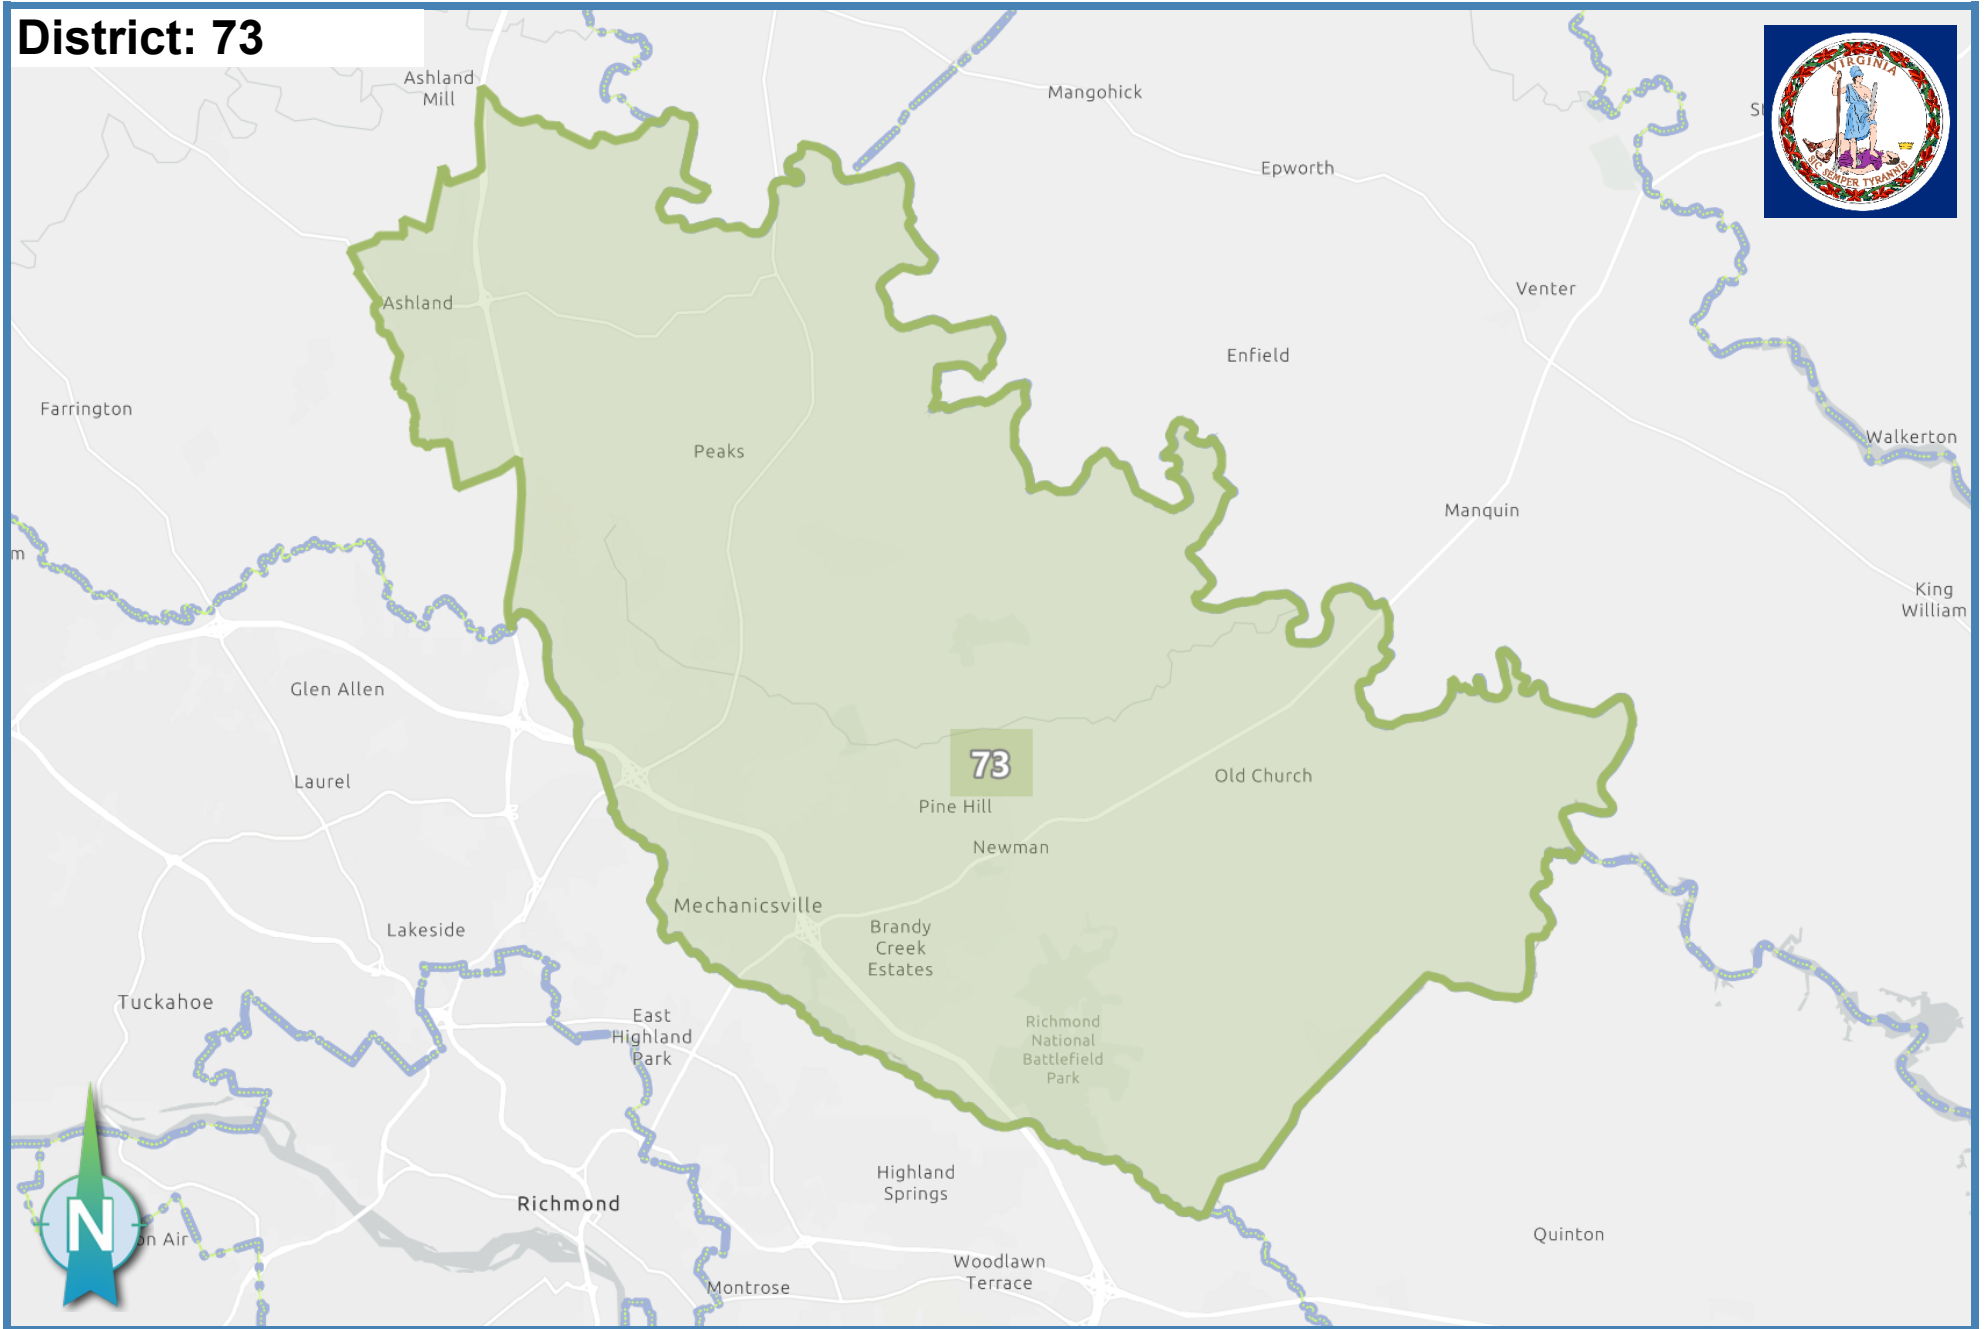 District: 73
Ashland
Mill
Mangohick
VIRGINIA
SIC SEMPER TYRANNIS
Epworth
Ashland
Venter
Enfield
Farrington
Walkerton
Peaks
Manquin
m
King
William
Glen Allen
73
Laurel
Old Church
Pine Hill
Newman
Mechanicsville
Lakeside
Brandy
Creek
Estates
Tuckahoe
East
Highland
Park
Richmond
National
Battlefield
Park
Highland
Springs
Richmond
N
on Air
Quinton
Woodlawn
Terrace
Montrose